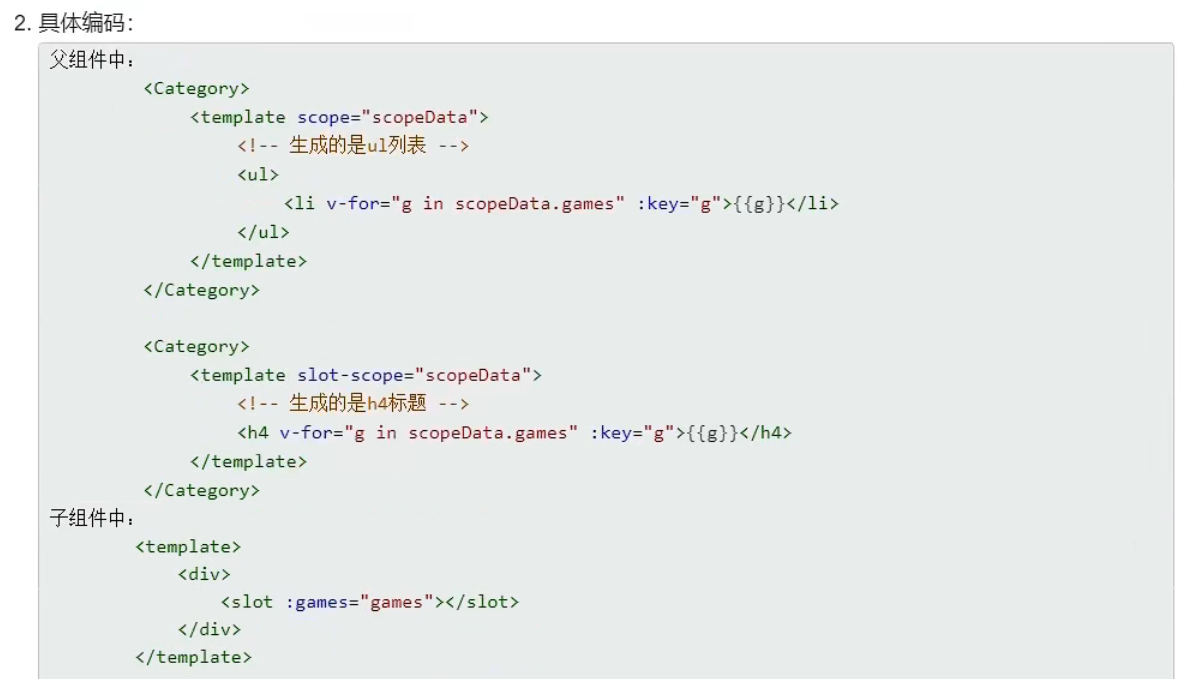 2. 具体编码：
父组件中：
<Category>
<template scope="scopeData">
<!-- 生成的是ul列表 -->
<ul>
<li v-for="g in scopeData.games" :key="g">{{g}}</li>
</ul>
</template>
</Category>
<Category>
<template slot-scope="scopeData">
<!-- 生成的是h4标题 -->
<h4 v-for="g in scopeData.games" :key="g">{{g}}</h4>
</template>
</Category>
子组件中：
<template>
<div>
<slot :games="games"></slot>
</div>
</template>